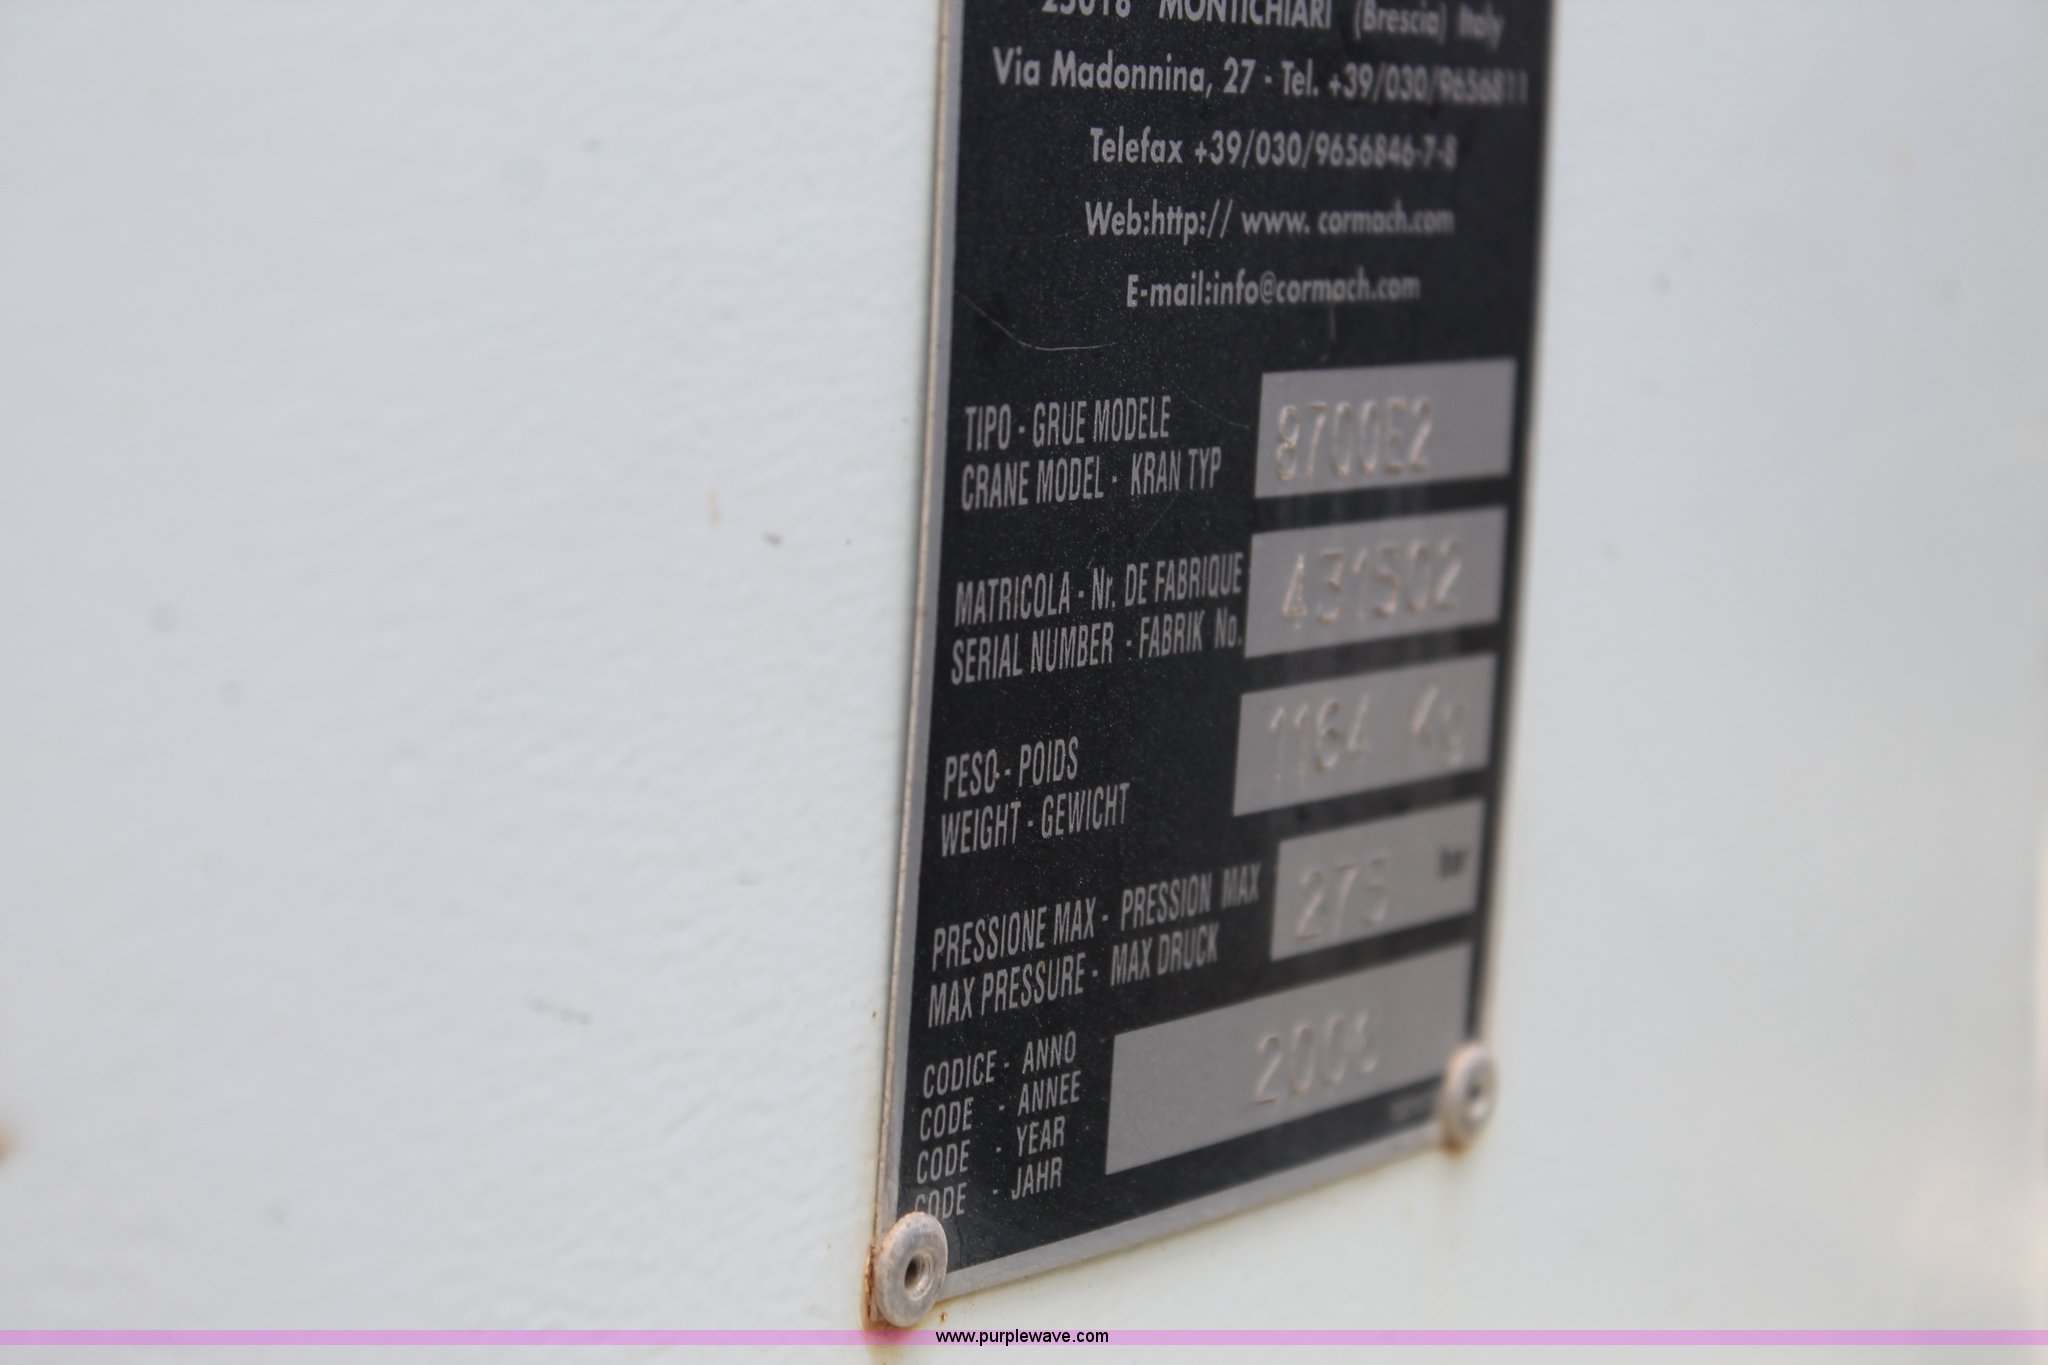 25018 MONTICHIARI (Brescia) Italy
Via Madonnina, 27 - Tel. +39/030/9656811
Telefax +39/030/9656846-7-8
Web:http:// www. cormach.com
E-mail:info@cormach.com
TIPO - GRUE MODELE
CRANE MODEL - KRAN TYP
8700E2
MATRICOLA - Nr. DE FABRIQUE
SERIAL NUMBER - FABRIK No.
431502
PESO - POIDS
WEIGHT - GEWICHT
1164 Kg
PRESSIONE MAX - PRESSION MAX
MAX PRESSURE - MAX DRUCK
275 bar
CODICE - ANNO
CODE - ANNEE
CODE - YEAR
CODE - JAHR
www.purplewave.com